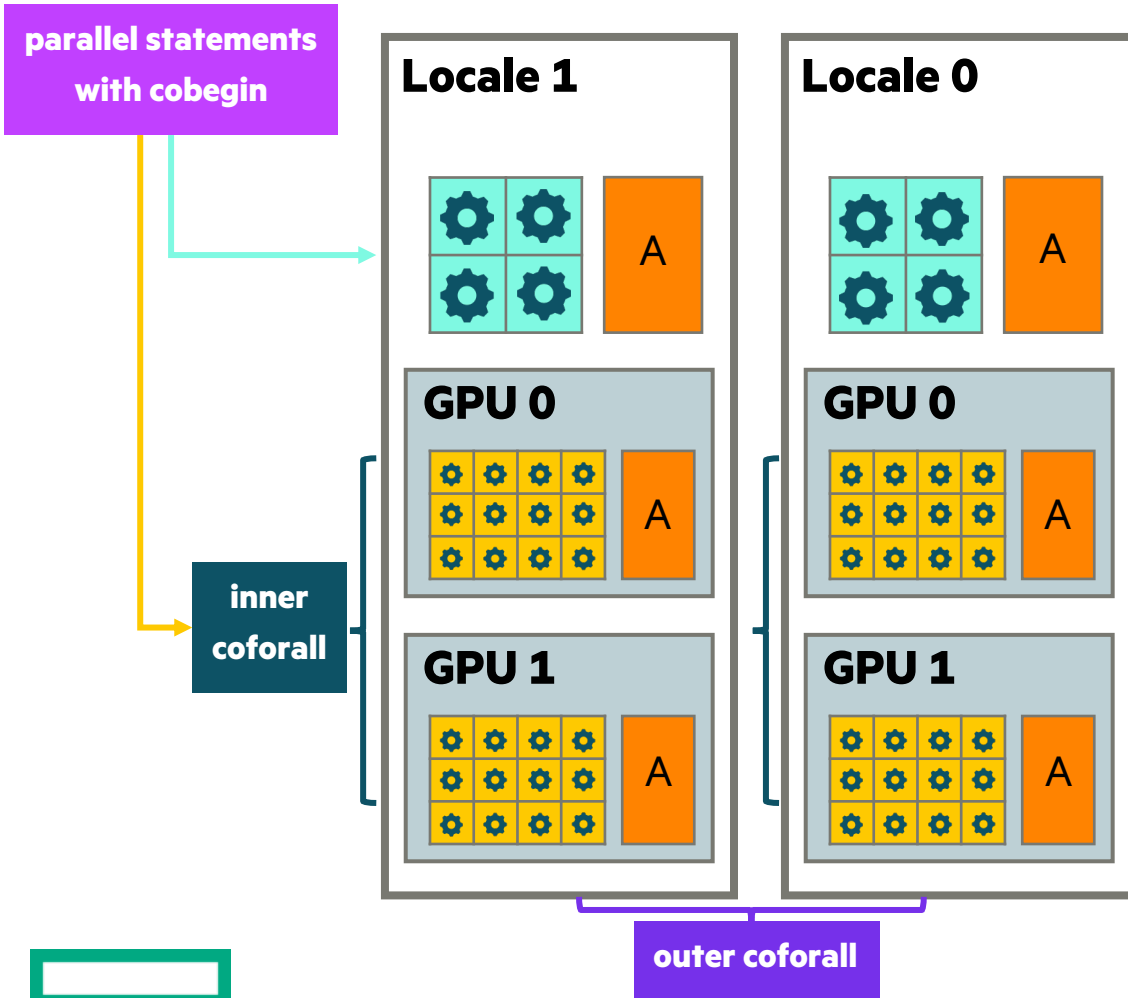 parallel statements
with cobegin
Locale 1
A
GPU 0
A
inner
coforall
GPU 1
A
Locale 0
A
GPU 0
A
GPU 1
A
outer coforall